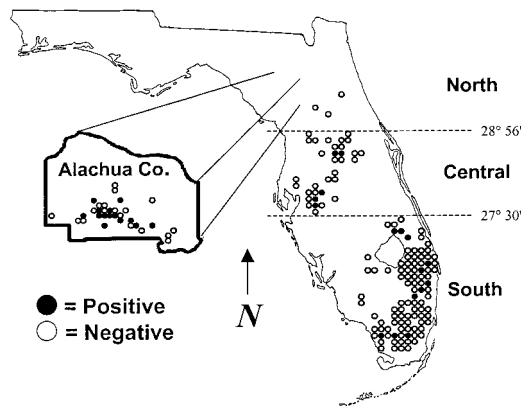 North
28° 56'
Alachua Co.
Central
27° 30'
= Positive
= Negative
N
South